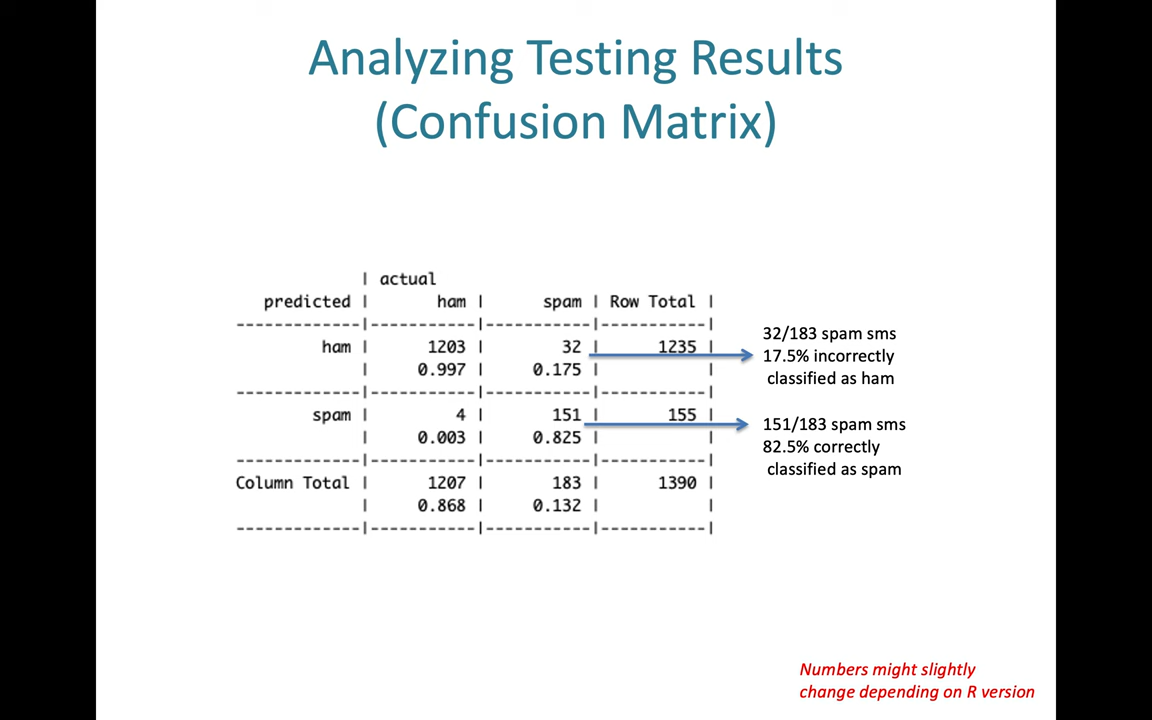 Analyzing Testing Results
(Confusion Matrix)
| actual
predicted | ham | spam | Row Total |
-------------|-----------|-----------|-----------|
ham | 1203 | 32 | 1235 |
| 0.997 | 0.175 | |
-------------|-----------|-----------|-----------|
spam | 4 | 151 | 155 |
| 0.003 | 0.825 | |
-------------|-----------|-----------|-----------|
Column Total | 1207 | 183 | 1390 |
| 0.868 | 0.132 | |
-------------|-----------|-----------|-----------|
32/183 spam sms
17.5% incorrectly
classified as ham
151/183 spam sms
82.5% correctly
classified as spam
Numbers might slightly
change depending on R version